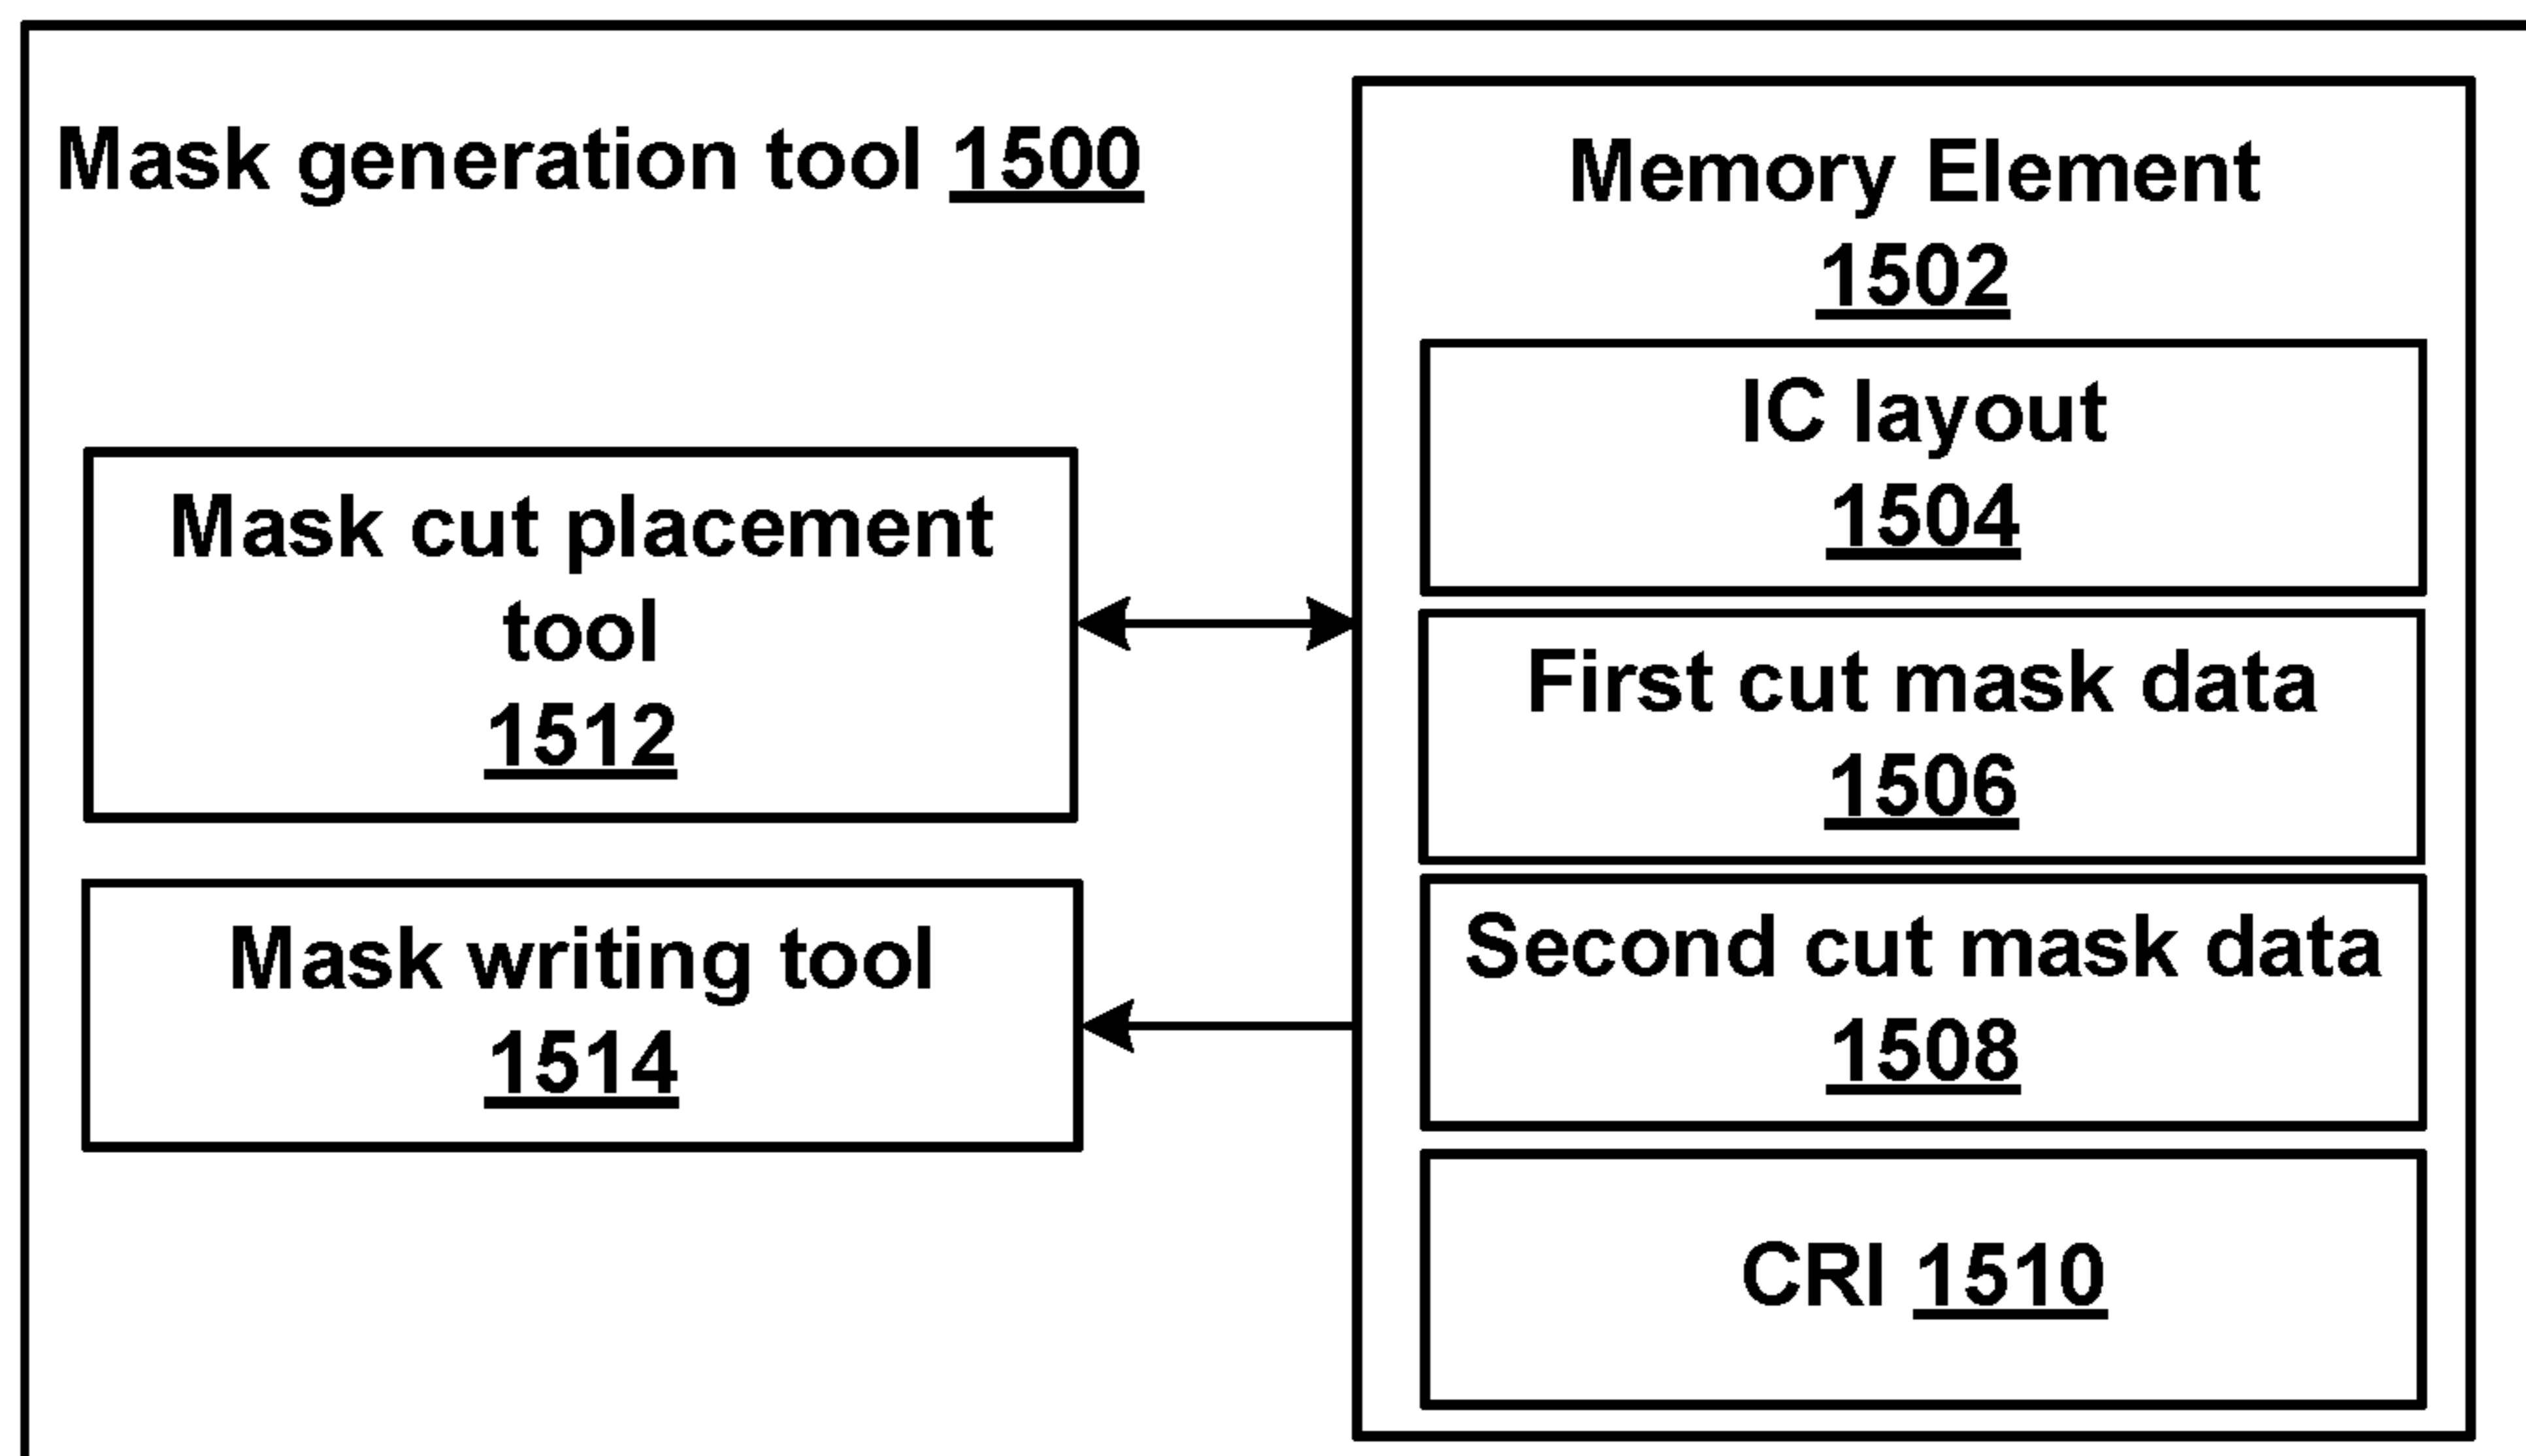 Mask generation tool 1500
Mask cut placement
tool
1512
Mask writing tool
1514
Memory Element
1502
IC layout
1504
First cut mask data
1506
Second cut mask data
1508
CRI 1510